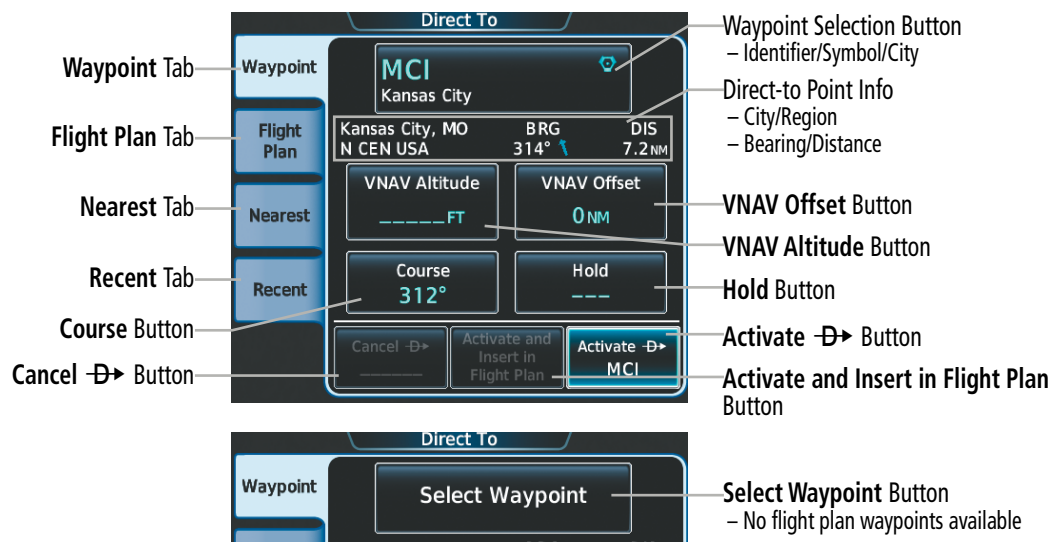 Direct To
Waypoint Tab
Flight Plan Tab
Nearest Tab
Recent Tab
Course Button
Cancel D Button
Waypoint
Flight
Plan
Nearest
Recent
MCI
Kansas City
Kansas City, MO BRG DIS
N CEN USA 314° 7.2NM
VNAV Altitude
_____FT
VNAV Offset
0NM
Course
312°
Hold
___
Cancel D
______
Activate and
Insert in
Flight Plan
Activate D
MCI
Waypoint Selection Button
– Identifier/Symbol/City
Direct-to Point Info
– City/Region
– Bearing/Distance
VNAV Offset Button
VNAV Altitude Button
Hold Button
Activate D Button
Activate and Insert in Flight Plan
Button
Direct To
Waypoint
Select Waypoint
Select Waypoint Button
– No flight plan waypoints available